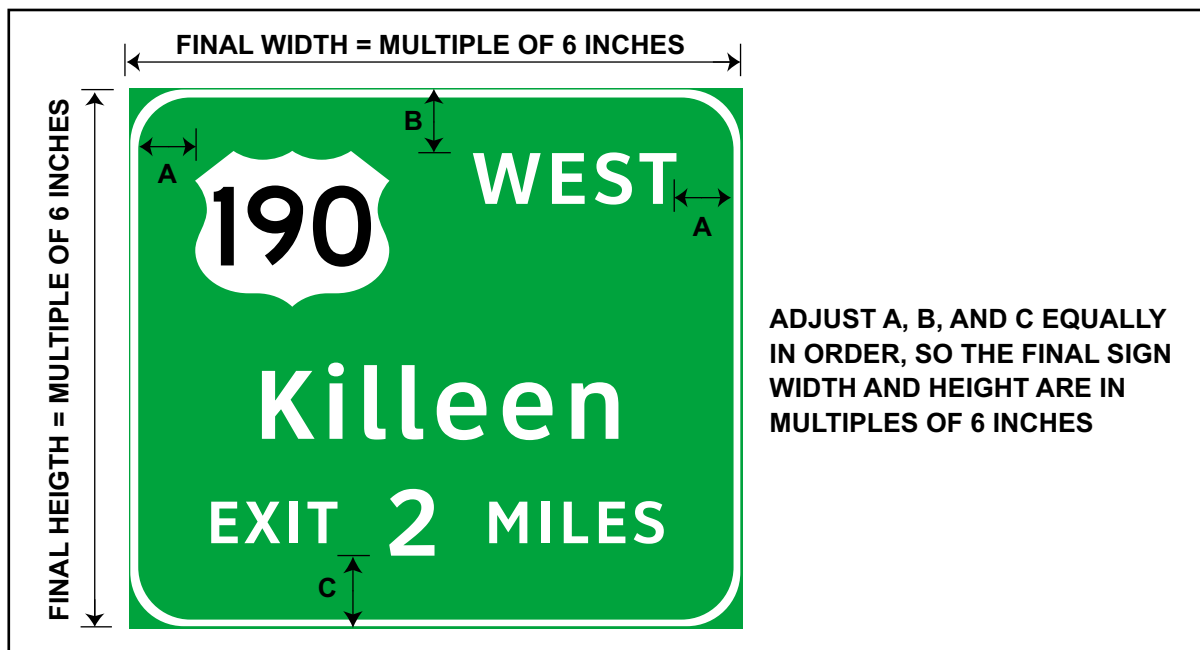 FINAL WIDTH = MULTIPLE OF 6 INCHES
FINAL HEIGTH = MULTIPLE OF 6 INCHES
B
A
190
WEST
A
Killeen
EXIT 2 MILES
C
ADJUST A, B, AND C EQUALLY
IN ORDER, SO THE FINAL SIGN
WIDTH AND HEIGHT ARE IN
MULTIPLES OF 6 INCHES